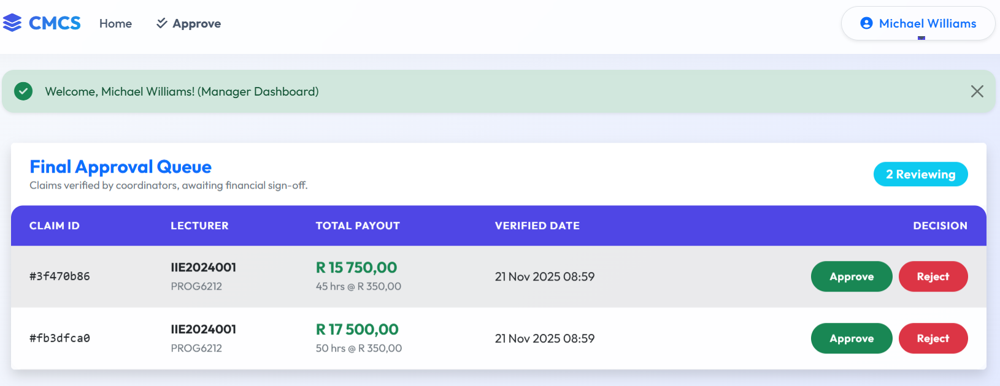 CMCS Home Approve Michael Williams
Welcome, Michael Williams! (Manager Dashboard)
Final Approval Queue
Claims verified by coordinators, awaiting financial sign-off.
2 Reviewing
CLAIM ID LECTURER TOTAL PAYOUT VERIFIED DATE DECISION
#3f470b86 IIE2024001 R 15 750,00 21 Nov 2025 08:59 Approve Reject
PROG6212 45 hrs @ R 350,00
#fb3dfca0 IIE2024001 R 17 500,00 21 Nov 2025 08:59 Approve Reject
PROG6212 50 hrs @ R 350,00